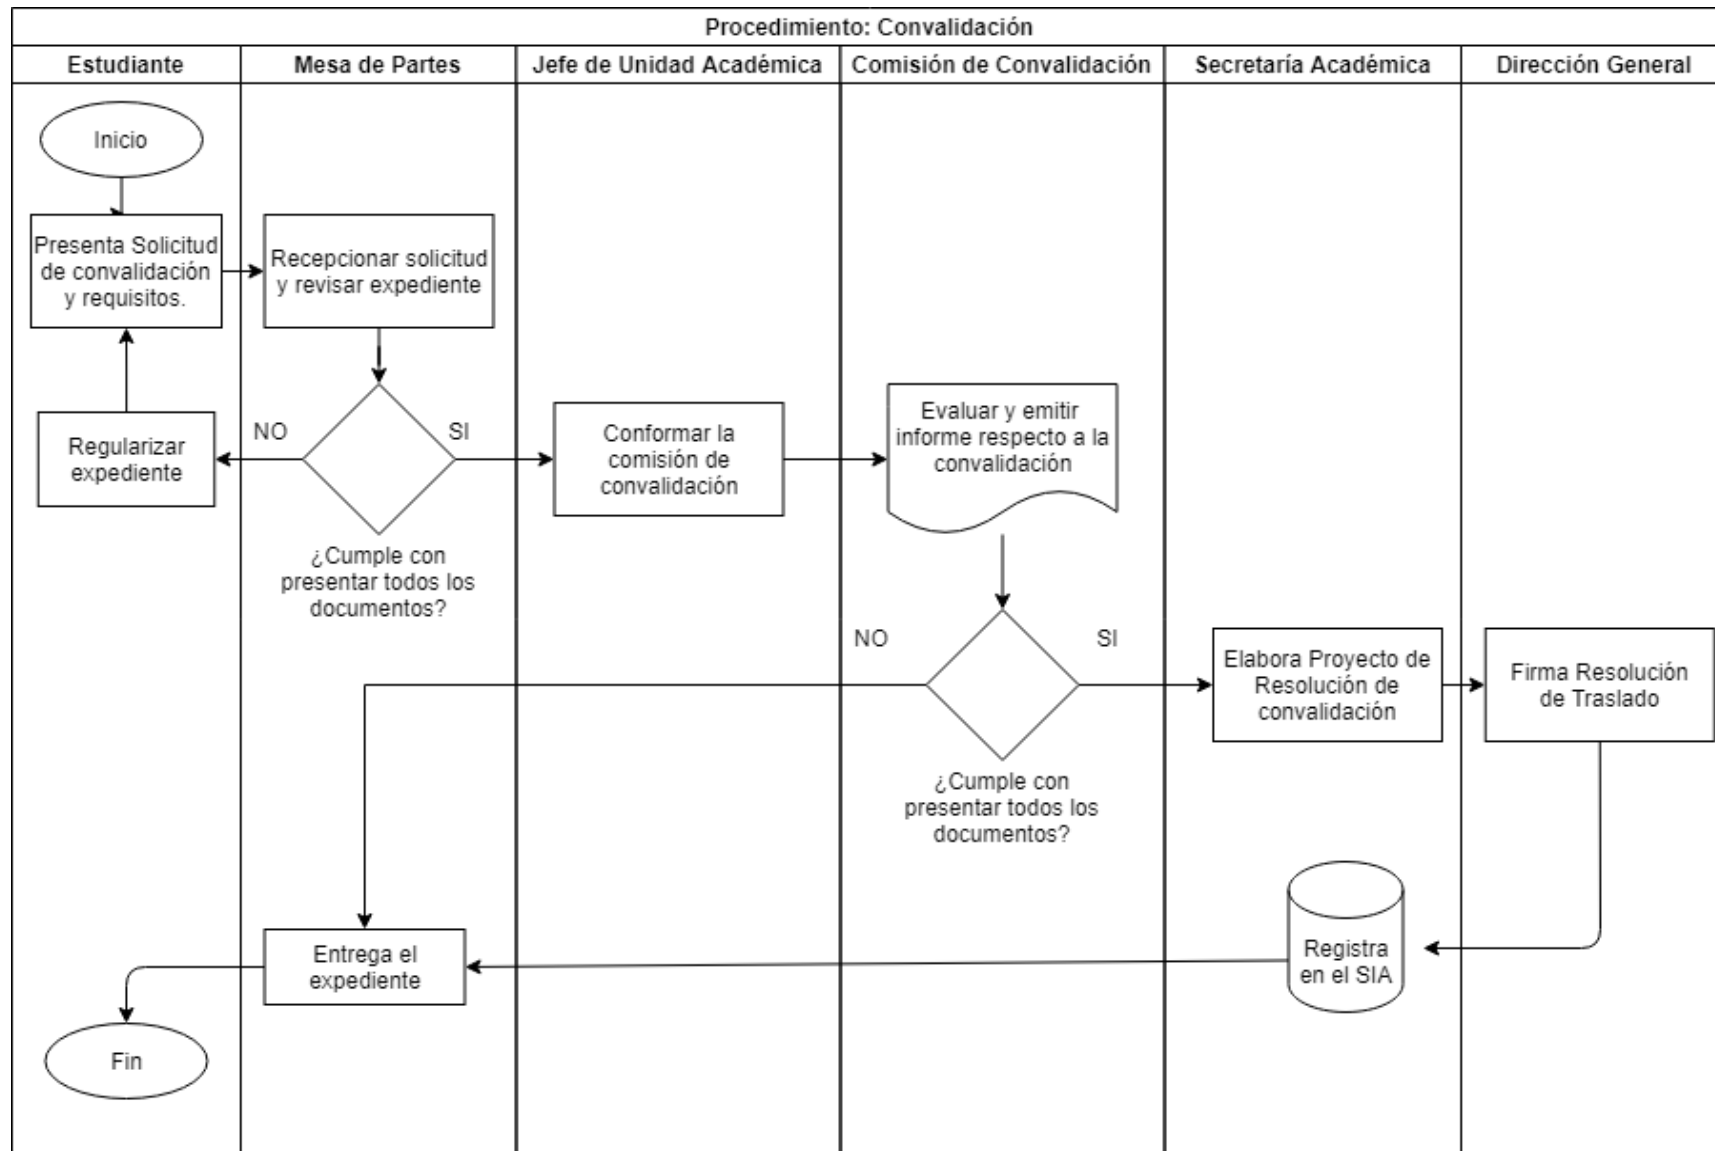 Procedimiento: Convalidación
Estudiante
Mesa de Partes
Jefe de Unidad Académica
Comisión de Convalidación
Secretaría Académica
Dirección General
Inicio
Presenta Solicitud
de convalidación
y requisitos.
Recepcionar solicitud
y revisar expediente
Regularizar
expediente
NO
SI
¿Cumple con
presentar todos los
documentos?
Conformar la
comisión de
convalidación
Evaluar y emitir
informe respecto a la
convalidación
NO
SI
¿Cumple con
presentar todos los
documentos?
Elabora Proyecto de
Resolución de
convalidación
Firma Resolución
de Traslado
Registra
en el SIA
Entrega el
expediente
Fin